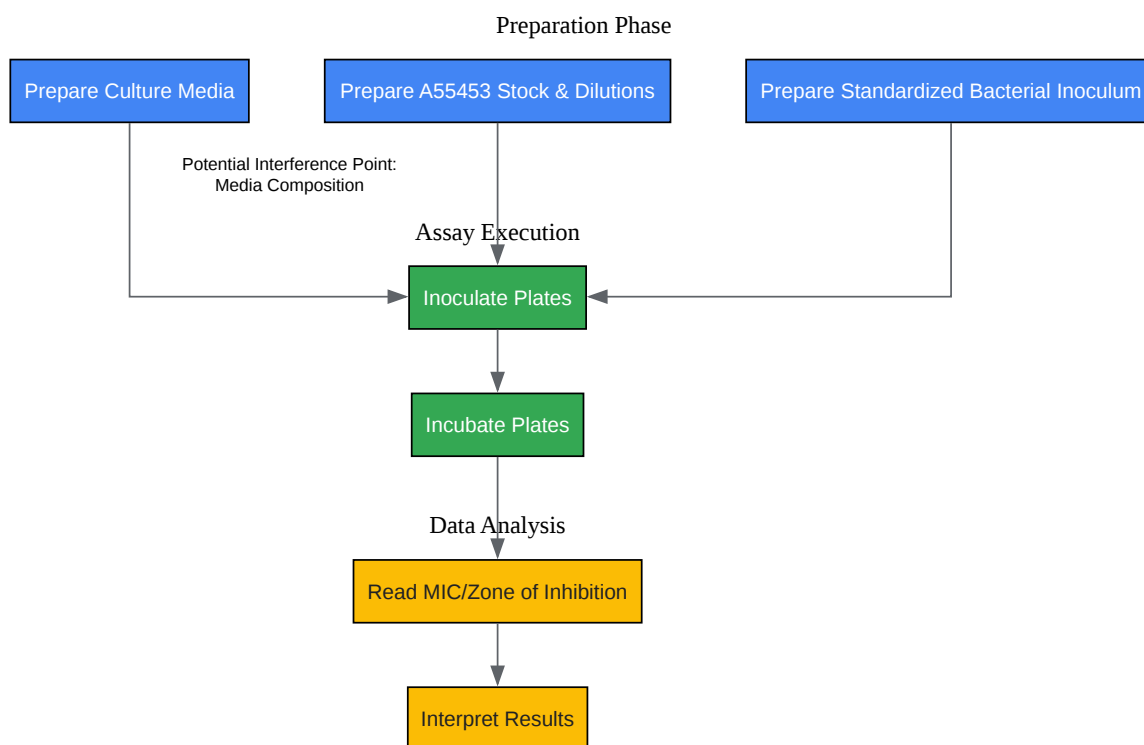 Preparation Phase
Prepare Culture Media
Prepare A55453 Stock & Dilutions
Prepare Standardized Bacterial Inoculum
Potential Interference Point:
Media Composition
Assay Execution
Inoculate Plates
Incubate Plates
Data Analysis
Read MIC/Zone of Inhibition
Interpret Results